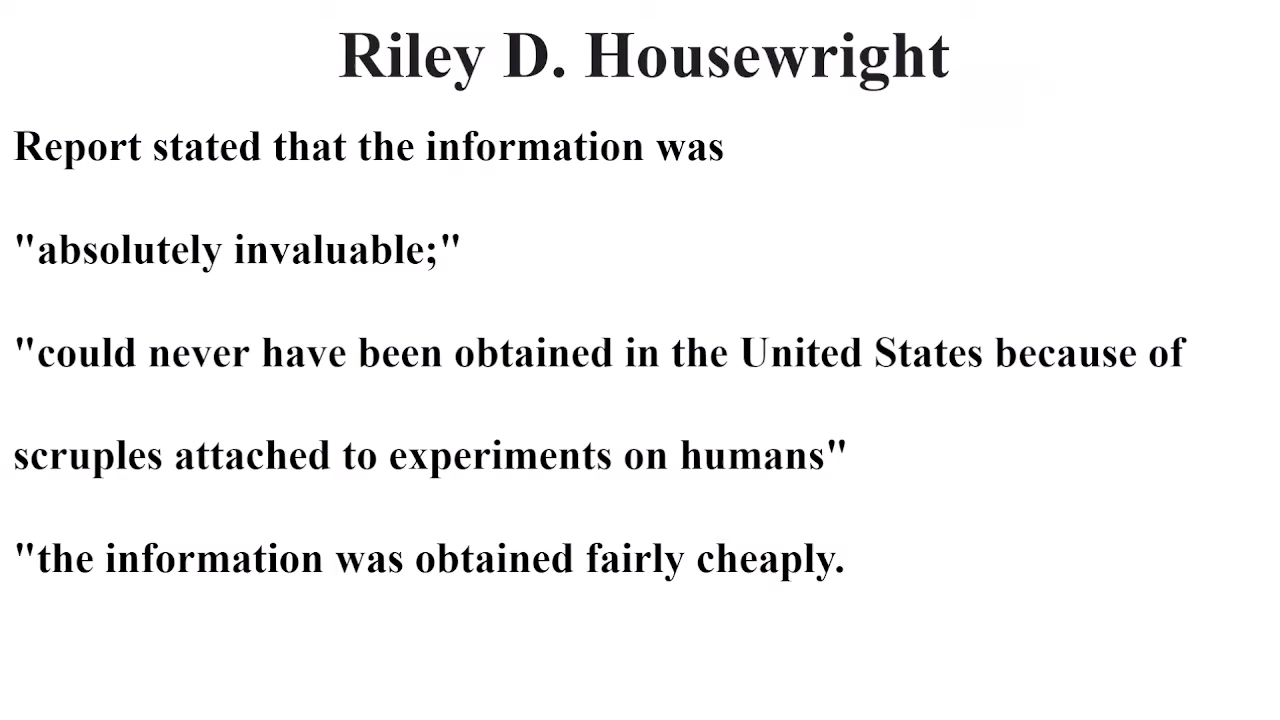 Riley D. Housewright
Report stated that the information was
"absolutely invaluable;"
"could never have been obtained in the United States because of
scruples attached to experiments on humans"
"the information was obtained fairly cheaply.